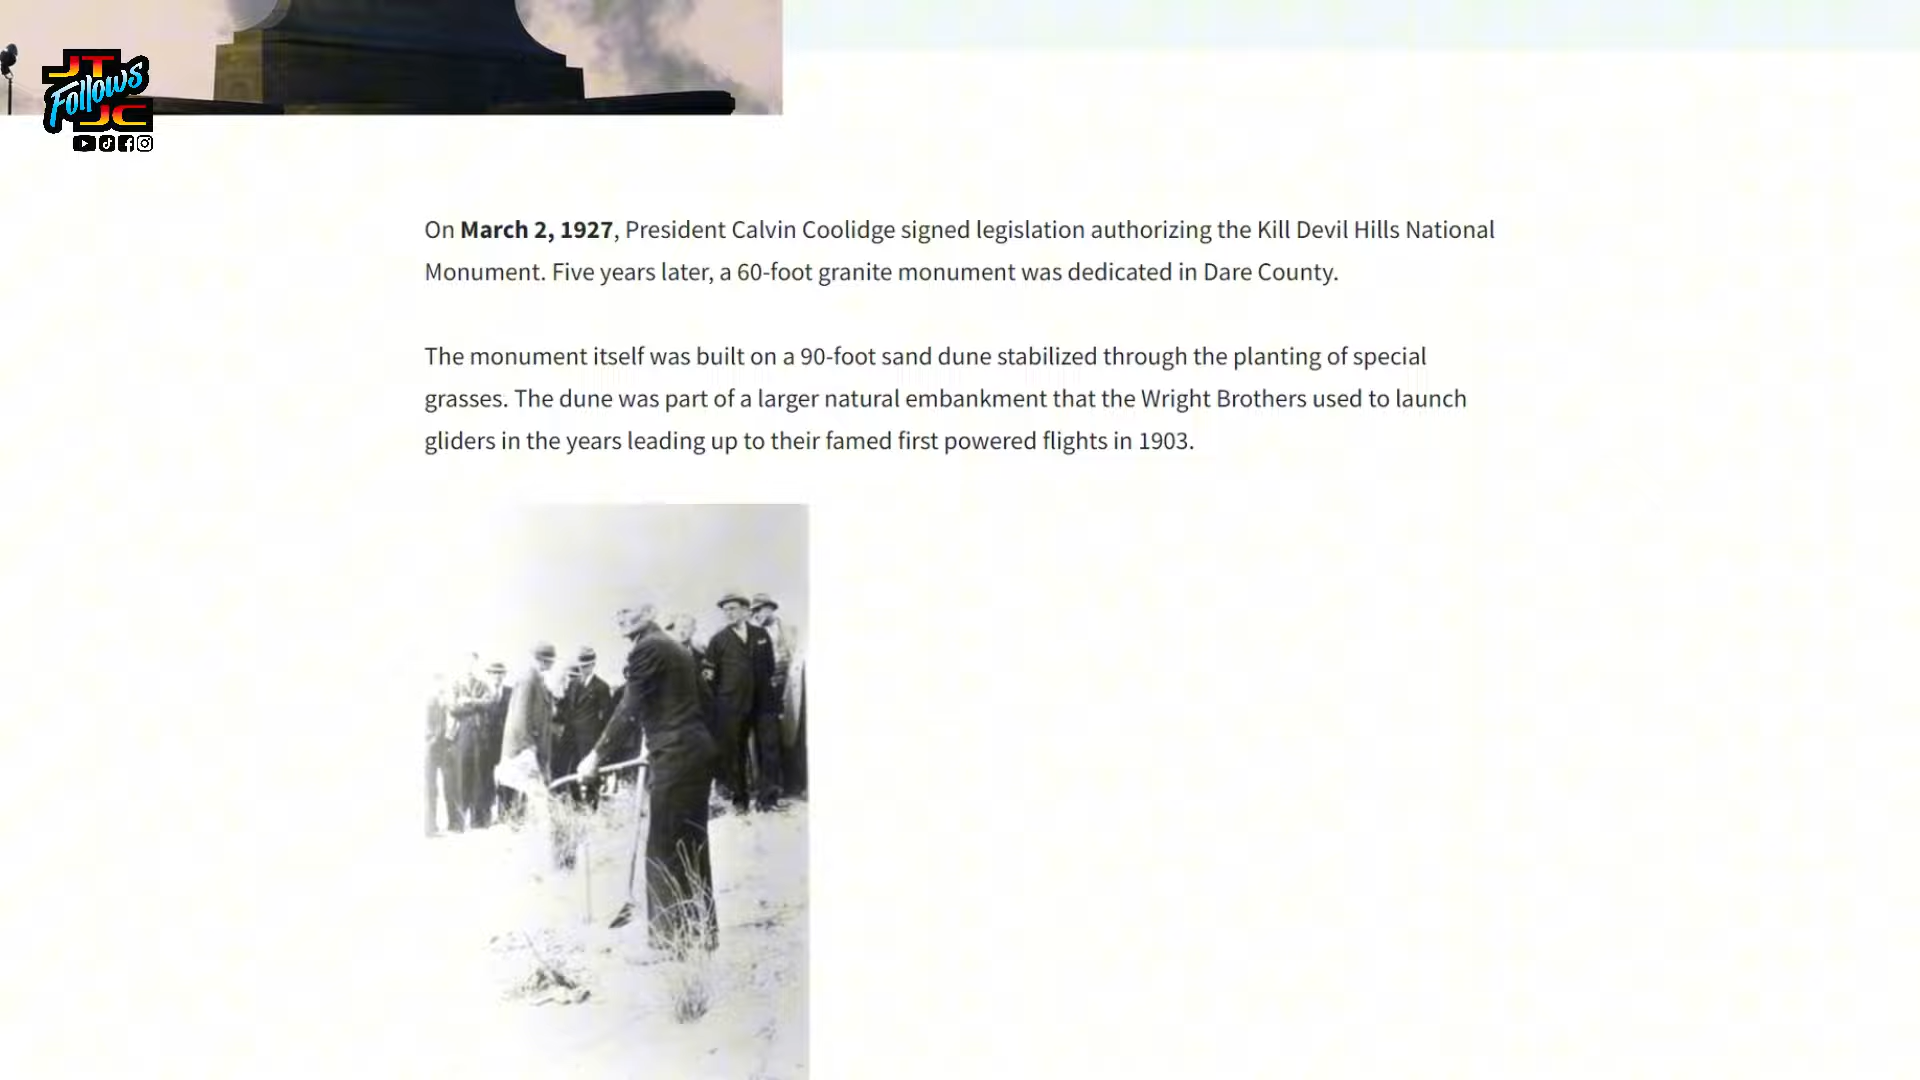 JT
Follows
JC
On March 2, 1927, President Calvin Coolidge signed legislation authorizing the Kill Devil Hills National
Monument. Five years later, a 60-foot granite monument was dedicated in Dare County.
The monument itself was built on a 90-foot sand dune stabilized through the planting of special
grasses. The dune was part of a larger natural embankment that the Wright Brothers used to launch
gliders in the years leading up to their famed first powered flights in 1903.